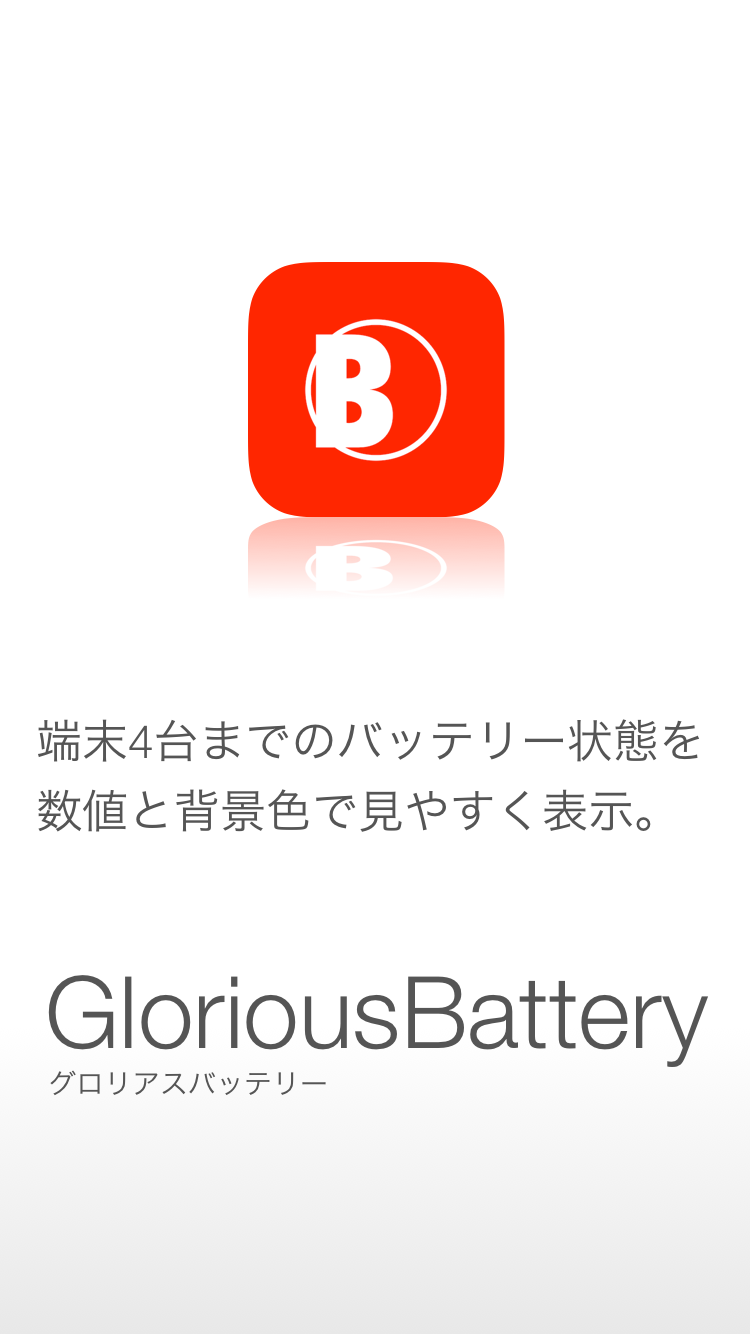 B
端末4台までのバッテリー状態を
数値と背景色で見やすく表示。
GloriousBattery
グロリアスバッテリー